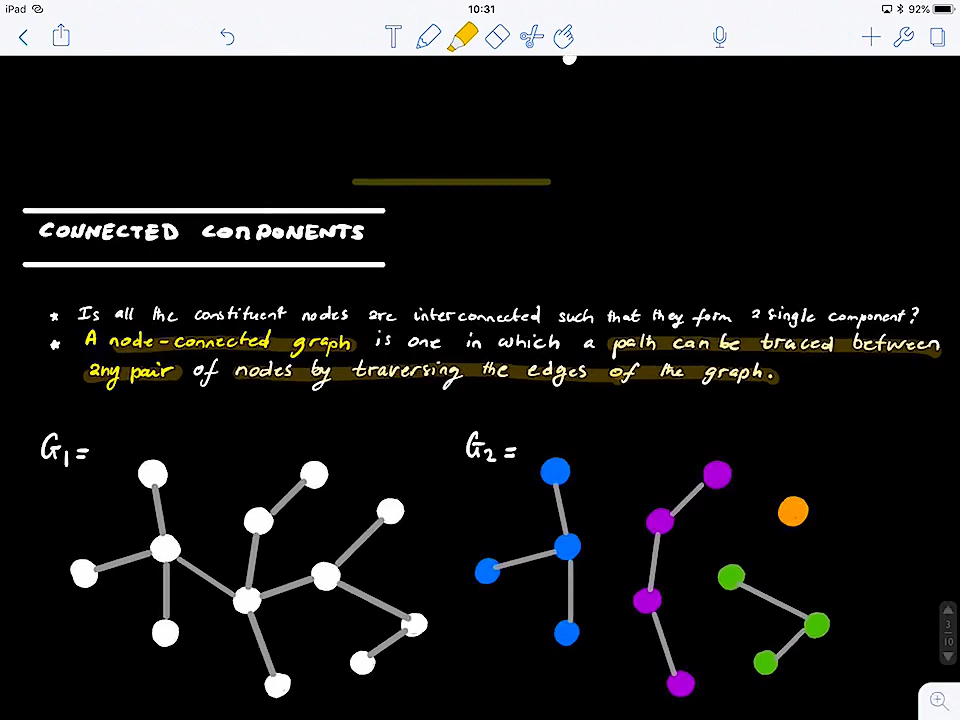 iPad 10:31 92%
T
CONNECTED COMPONENTS
* Is all the constituent nodes are interconnected such that they form a single component?
* A node-connected graph is one in which a path can be traced between
any pair of nodes by traversing the edges of the graph.
G1 = G2 =
3
10